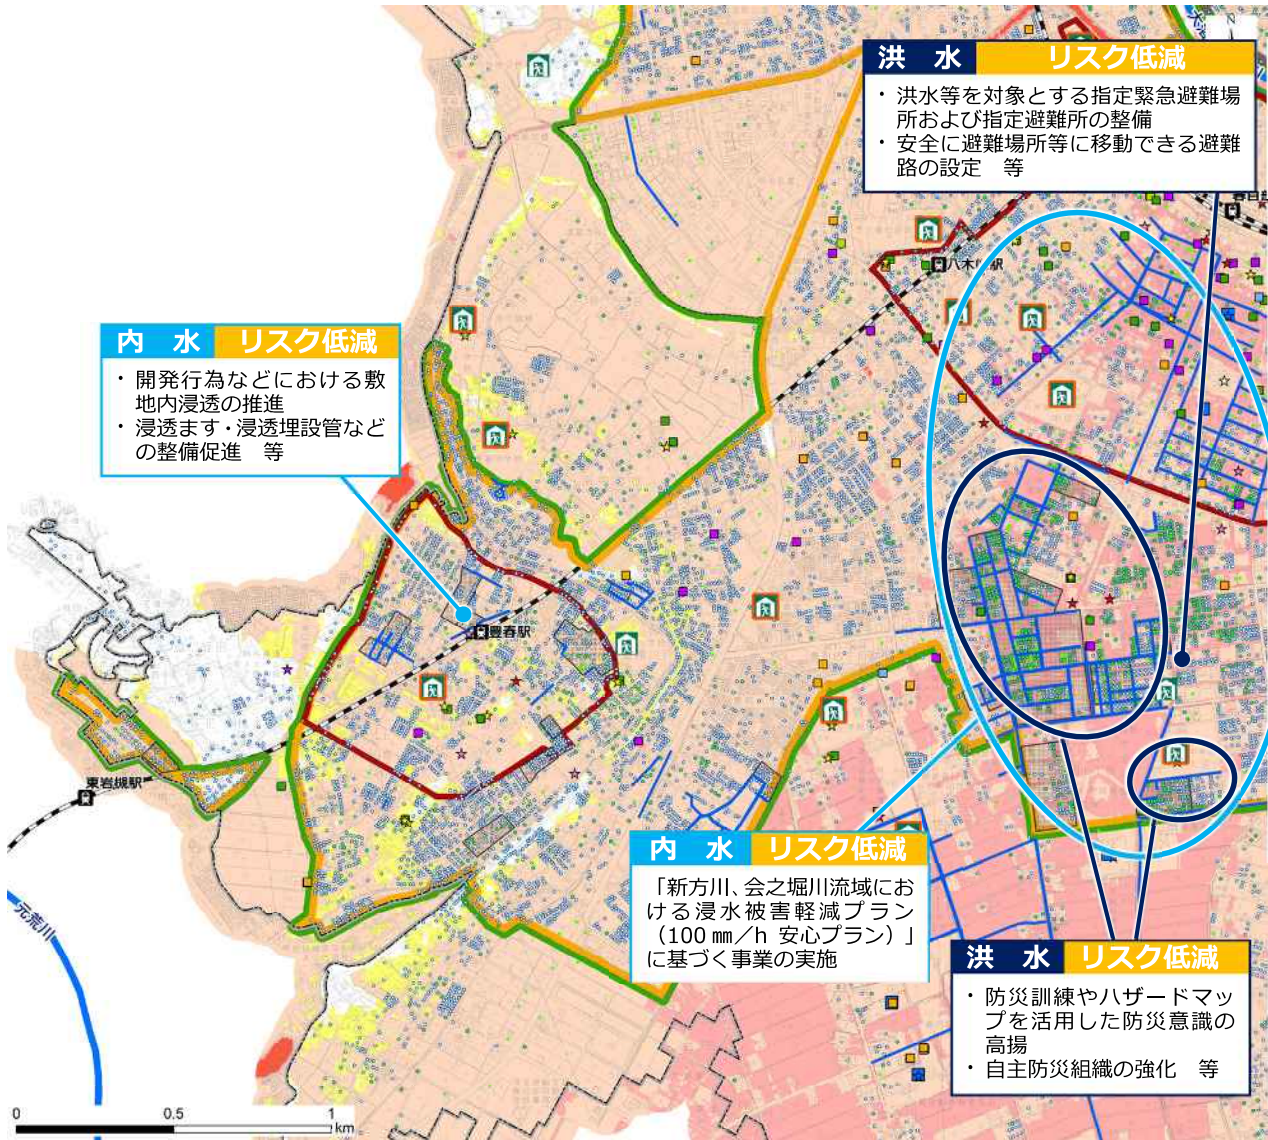 洪 水 リスク低減
・ 洪水等を対象とする指定緊急避難場
所および指定避難所の整備
・ 安全に避難場所等に移動できる避難
路の設定 等
八木崎駅
内 水 リスク低減
・ 開発行為などにおける敷
地内浸透の推進
・ 浸透ます・浸透埋設管など
の整備促進 等
豊春駅
東岩槻駅
元荒川
内 水 リスク低減
「新方川、会之堀川流域にお
ける浸水被害軽減プラン
（100 ㎜／h 安心プラン）」
に基づく事業の実施
洪 水 リスク低減
・ 防災訓練やハザードマッ
プを活用した防災意識の
高揚
・ 自主防災組織の強化 等
0 0.5 1
km